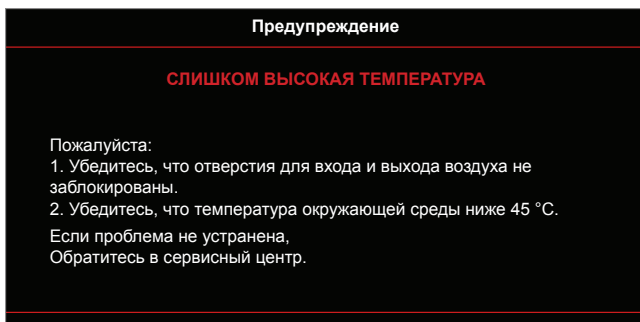 Предупреждение
СЛИШКОМ ВЫСОКАЯ ТЕМПЕРАТУРА
Пожалуйста:
1. Убедитесь, что отверстия для входа и выхода воздуха не
заблокированы.
2. Убедитесь, что температура окружающей среды ниже 45 °C.
Если проблема не устранена,
Обратитесь в сервисный центр.